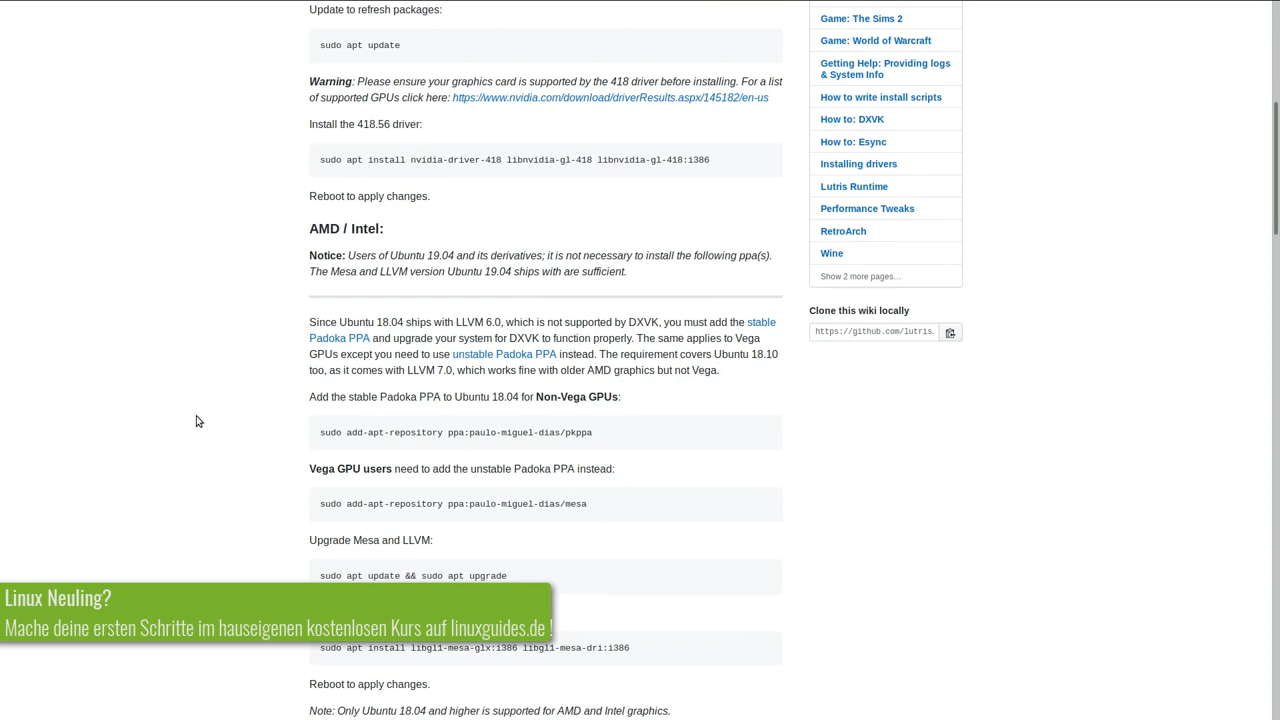 Update to refresh packages:
sudo apt update
Warning: Please ensure your graphics card is supported by the 418 driver before installing. For a list
of supported GPUs click here: https://www.nvidia.com/download/driverResults.aspx/145182/en-us
Install the 418.56 driver:
sudo apt install nvidia-driver-418 libnvidia-gl-418 libnvidia-gl-418:i386
Reboot to apply changes.
AMD / Intel:
Notice: Users of Ubuntu 19.04 and its derivatives; it is not necessary to install the following ppa(s).
The Mesa and LLVM version Ubuntu 19.04 ships with are sufficient.
Since Ubuntu 18.04 ships with LLVM 6.0, which is not supported by DXVK, you must add the stable
Padoka PPA and upgrade your system for DXVK to function properly. The same applies to Vega
GPUs except you need to use unstable Padoka PPA instead. The requirement covers Ubuntu 18.10
too, as it comes with LLVM 7.0, which works fine with older AMD graphics but not Vega.
Add the stable Padoka PPA to Ubuntu 18.04 for Non-Vega GPUs:
sudo add-apt-repository ppa:paulo-miguel-dias/pkppa
Vega GPU users need to add the unstable Padoka PPA instead:
sudo add-apt-repository ppa:paulo-miguel-dias/mesa
Upgrade Mesa and LLVM:
sudo apt update && sudo apt upgrade
Linux Neuling?
Mache deine ersten Schritte im hauseigenen kostenlosen Kurs auf linuxguides.de !
sudo apt install libgl1-mesa-glx:i386 libgl1-mesa-dri:i386
Reboot to apply changes.
Note: Only Ubuntu 18.04 and higher is supported for AMD and Intel graphics.
Game: The Sims 2
Game: World of Warcraft
Getting Help: Providing logs
& System Info
How to write install scripts
How to: DXVK
How to: Esync
Installing drivers
Lutris Runtime
Performance Tweaks
RetroArch
Wine
Show 2 more pages…
Clone this wiki locally
https://github.com/lutris.